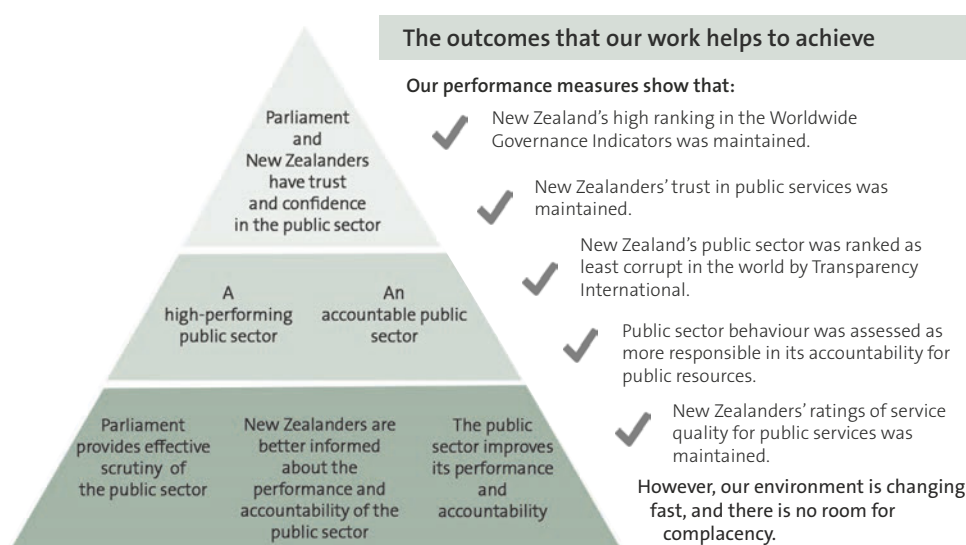 The outcomes that our work helps to achieve
Our performance measures show that:
New Zealand’s high ranking in the Worldwide
Governance Indicators was maintained.
New Zealanders’ trust in public services was
maintained.
New Zealand’s public sector was ranked as
least corrupt in the world by Transparency
International.
Public sector behaviour was assessed as
more responsible in its accountability for
public resources.
New Zealanders’ ratings of service
quality for public services was
maintained.
However, our environment is changing
fast, and there is no room for
complacency.
Parliament
and
New Zealanders
have trust
and confidence
in the public sector
A
high-performing
public sector
An
accountable public
sector
Parliament
provides effective
scrutiny of
the public sector
New Zealanders are
better informed
about the
performance and
accountability of the
public sector
The public
sector improves
its performance
and
accountability